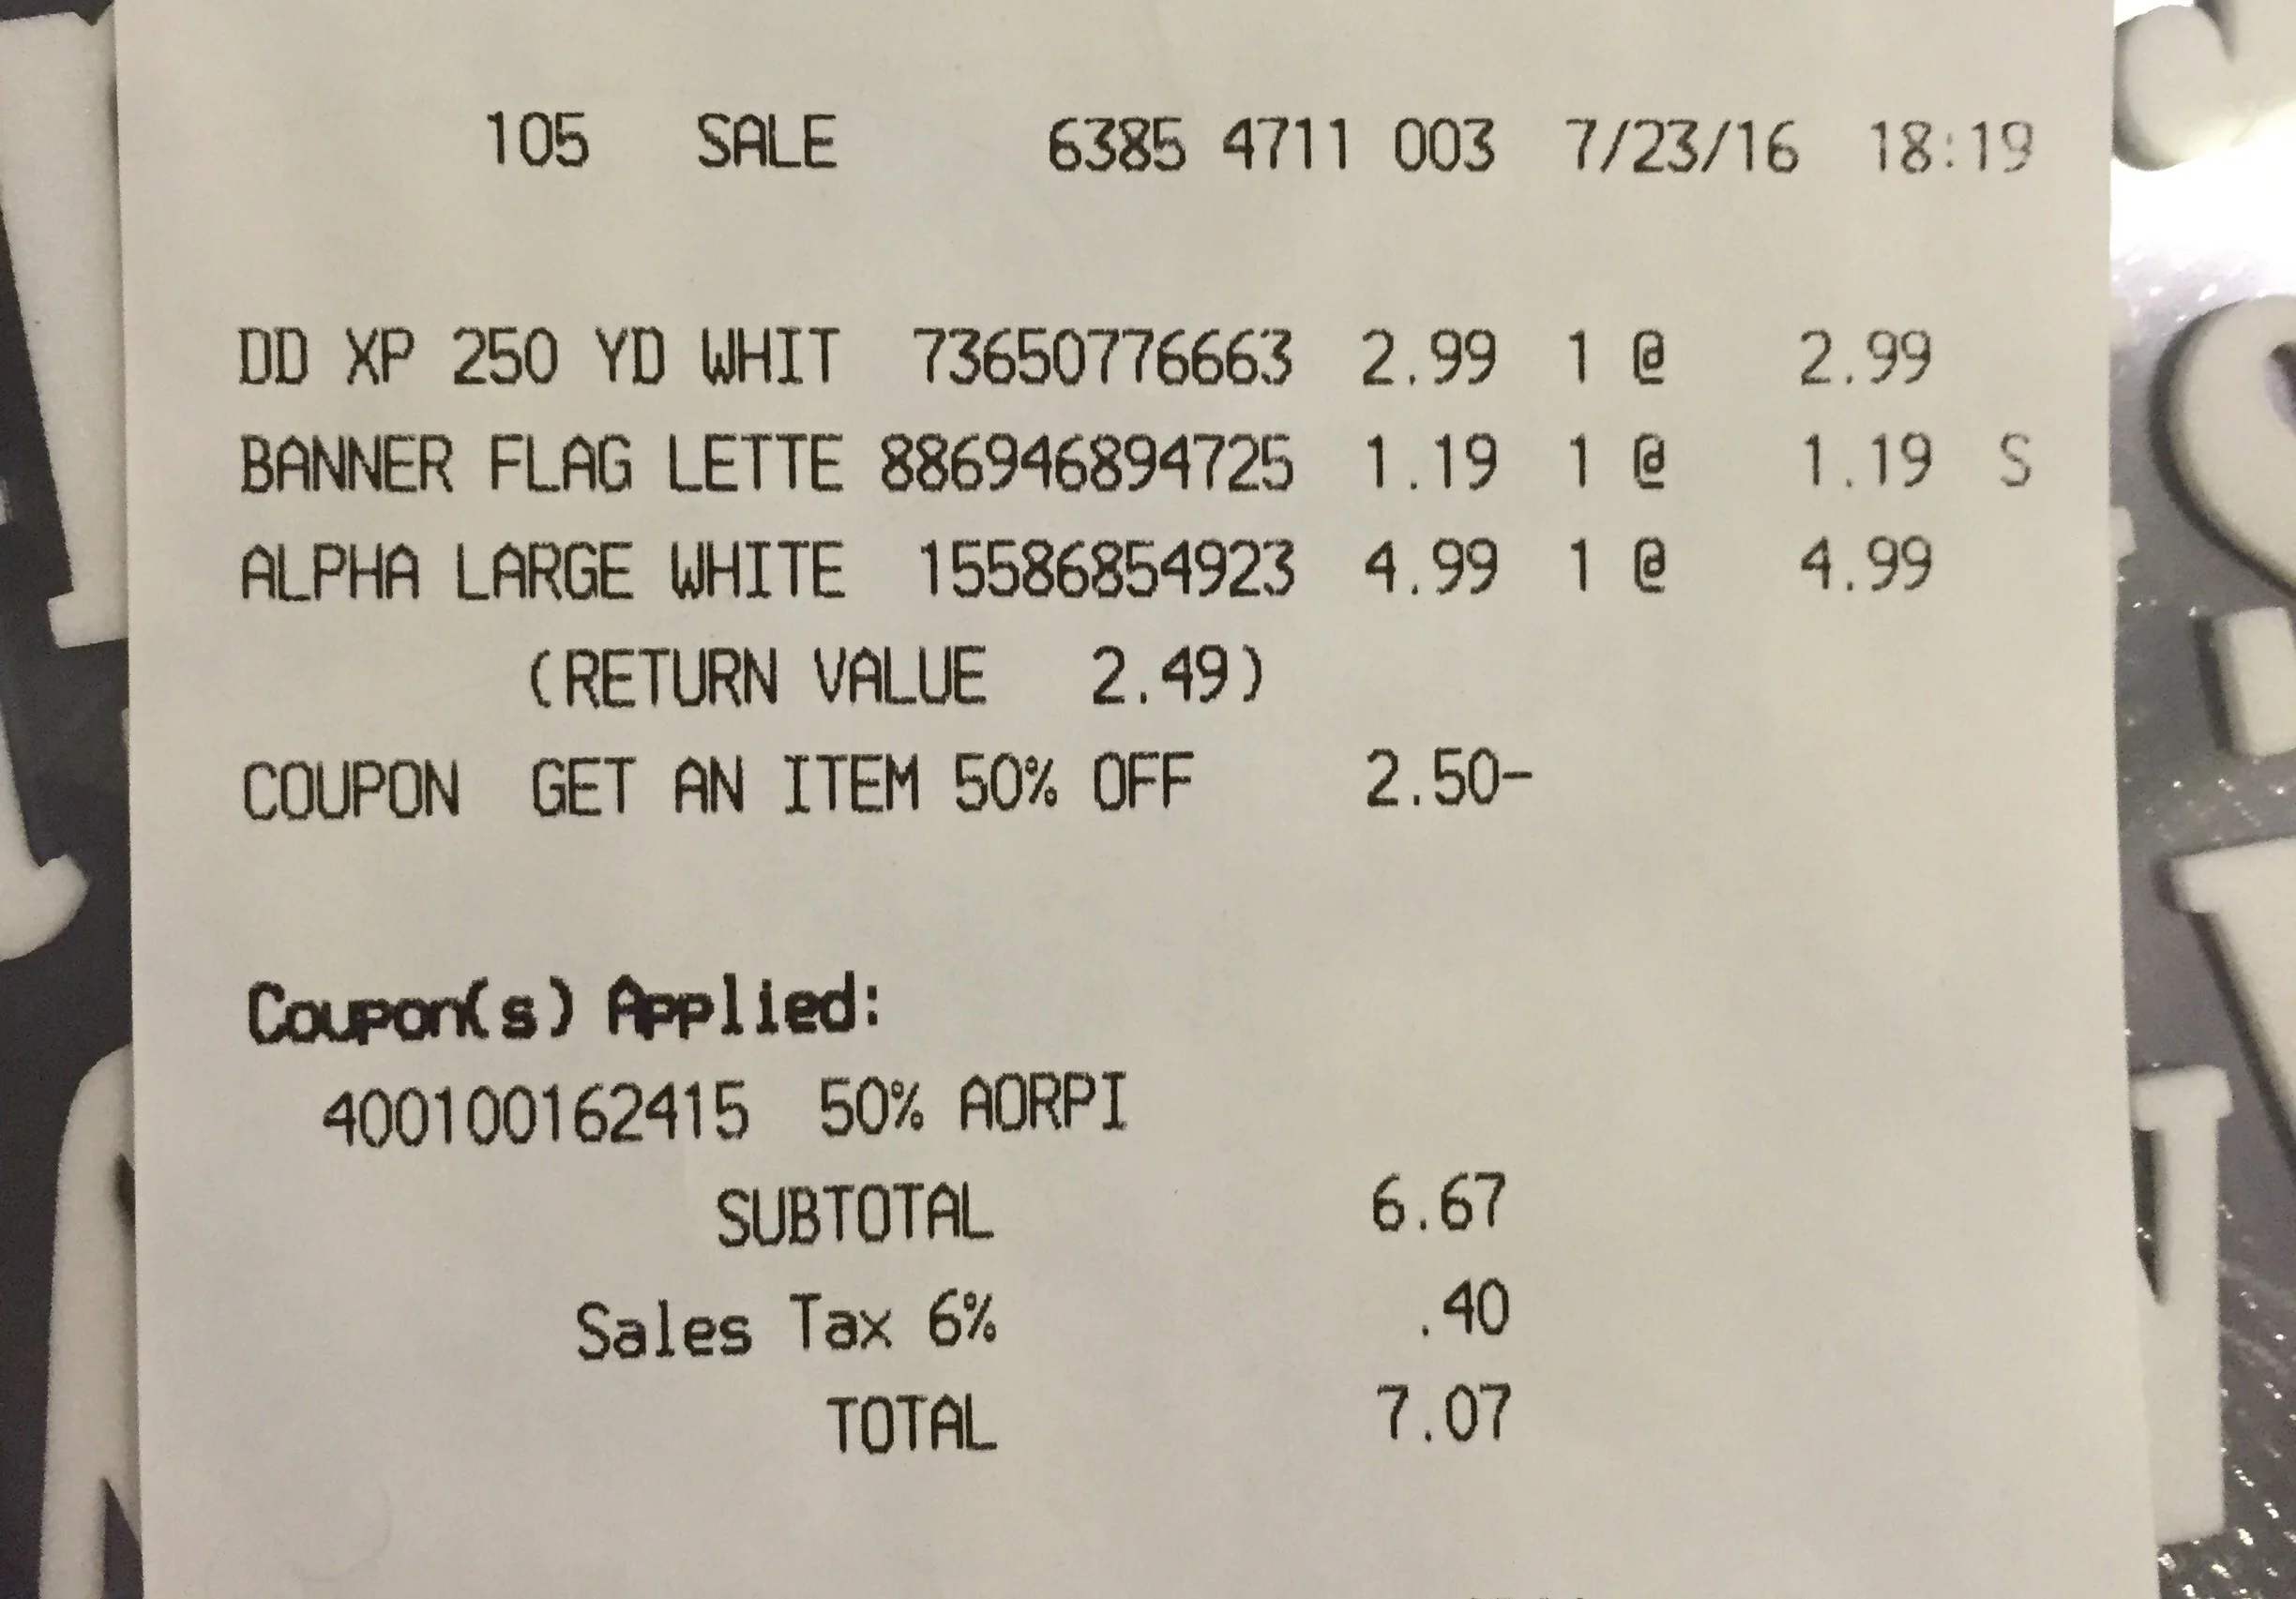 105 SALE 6385 4711 003 7/23/16 18:19
DD XP 250 YD WHIT 73650776663 2.99 1 @ 2.99
BANNER FLAG LETTE 886946894725 1.19 1 @ 1.19 S
ALPHA LARGE WHITE 15586854923 4.99 1 @ 4.99
(RETURN VALUE 2.49)
COUPON GET AN ITEM 50% OFF 2.50-
Coupon(s) Applied:
400100162415 50% AORPI
SUBTOTAL 6.67
Sales Tax 6% .40
TOTAL 7.07